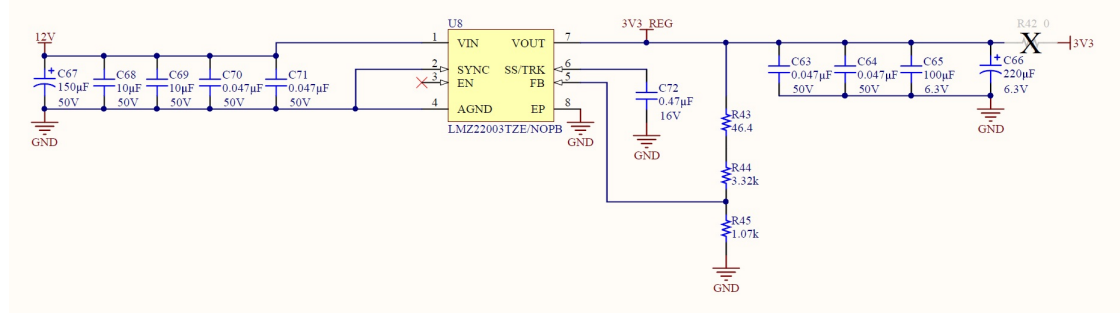 U8
3V3_REG
R42 0
12V
1 VIN VOUT 7
X
3V3
2 SYNC SS/TRK 6
3 EN FB 5
4 AGND EP 8
LMZ22003TZE/NOPB
+ C67
150µF
50V
C68
10µF
50V
C69
10µF
50V
C70
0.047µF
50V
C71
0.047µF
50V
GND
GND
C72
0.47µF
16V
GND
C63
0.047µF
50V
C64
0.047µF
50V
C65
100µF
6.3V
+ C66
220µF
6.3V
GND
R43
46.4
R44
3.32k
R45
1.07k
GND